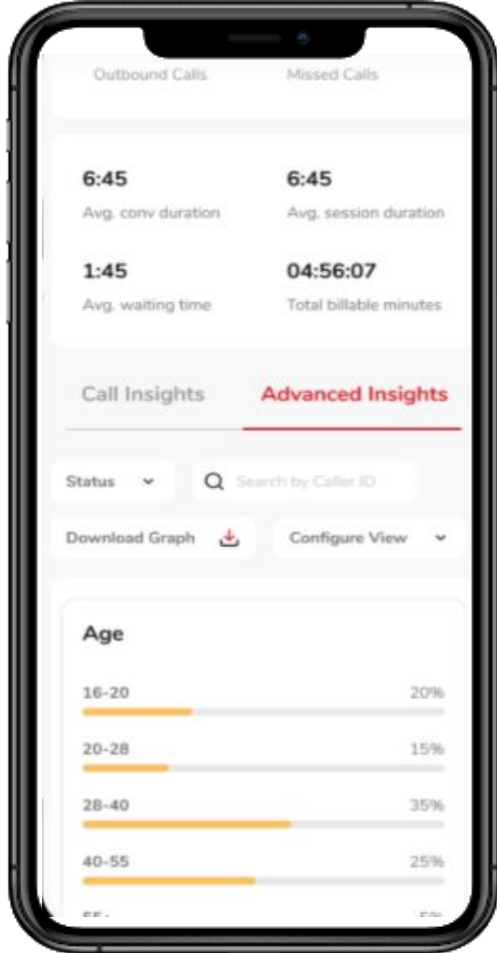 Outbound Calls Missed Calls
6:45 6:45
Avg. conv duration Avg. session duration
1:45 04:56:07
Avg. waiting time Total billable minutes
Call Insights Advanced Insights
Status Search by Caller ID
Download Graph Configure View
Age
16-20 20%
20-28 15%
28-40 35%
40-55 25%